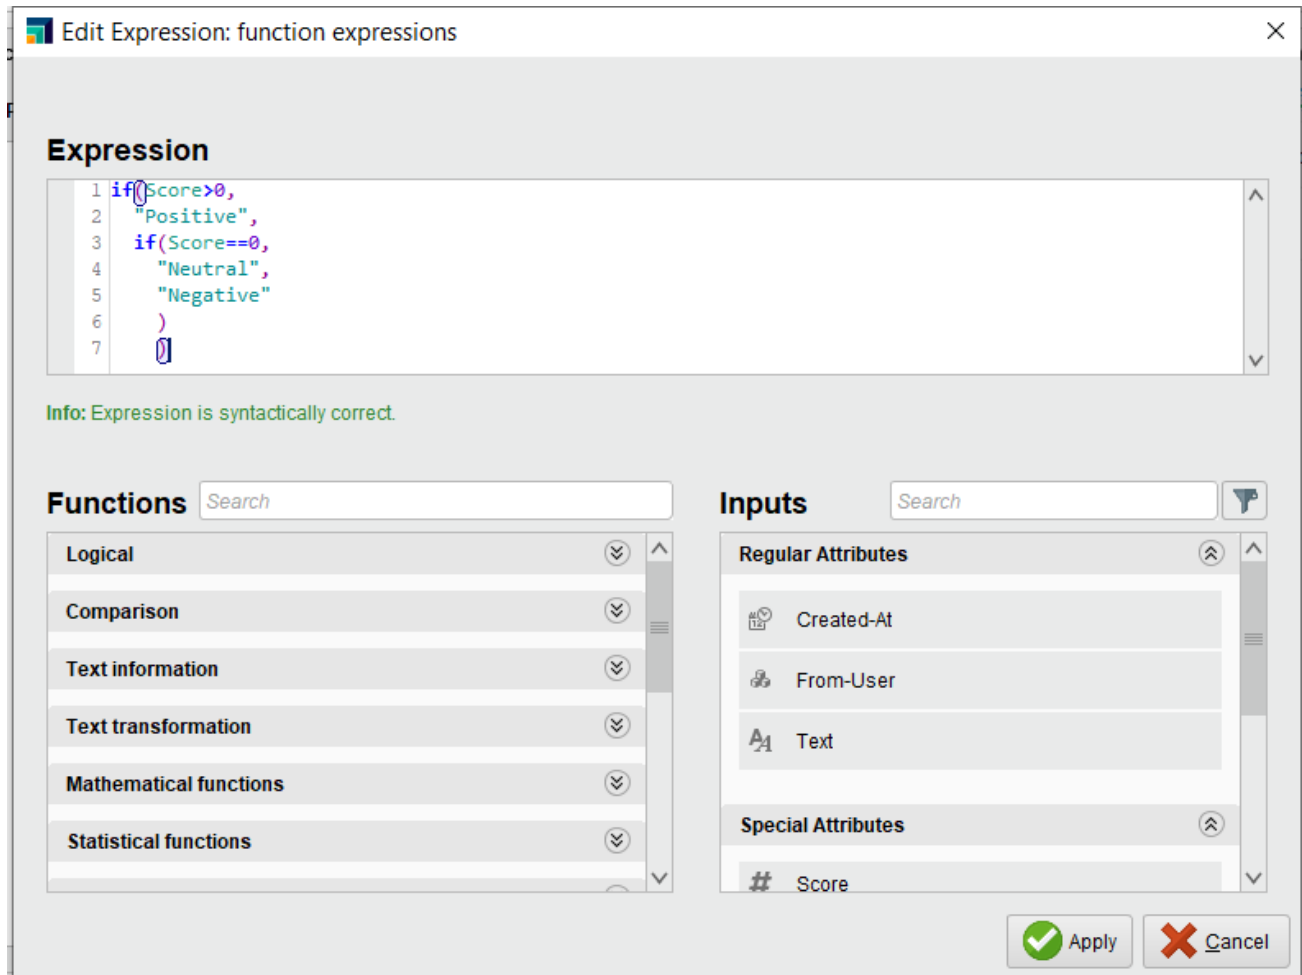 Edit Expression: function expressions
Expression
1 if(Score>0,
2 "Positive",
3 if(Score==0,
4 "Neutral",
5 "Negative"
6 )
7 )
Info: Expression is syntactically correct.
Functions Search
Inputs Search
Logical
Comparison
Text information
Text transformation
Mathematical functions
Statistical functions
Regular Attributes
Created-At
From-User
Text
Special Attributes
# Score
Apply
Cancel